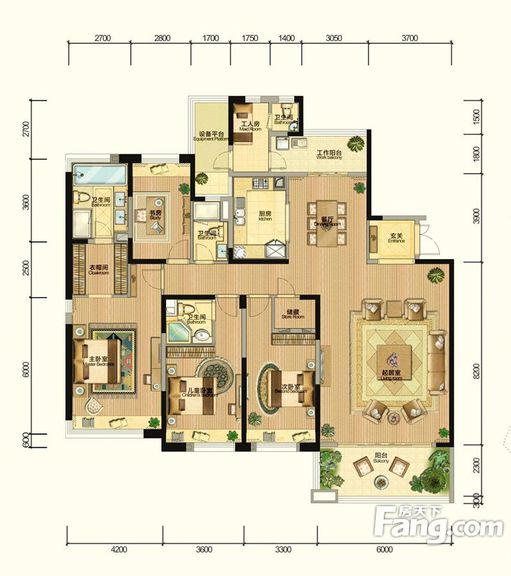 2700 2800 1700 1750 1400 3050 3700
2700
3600
2500
6000
600
1500
1800
3900
8200
2300
300
设备平台
Equipment Platform
工人房
Maid Room
卫生间
Bathroom
工作阳台
Work balcony
卫生间
Bathroom
书房
Study
卫生间
Bathroom
厨房
kitchen
餐厅
Dinning room
玄关
Entrance
衣帽间
Cloakroom
卫生间
Bathroom
储藏
Store Room
主卧室
Master Bedroom
儿童卧室
Children's Bedroom
次卧室
Second Bedroom
起居室
Living room
阳台
Balcony
4200 3600 3300 6000
房天下
Fang.com